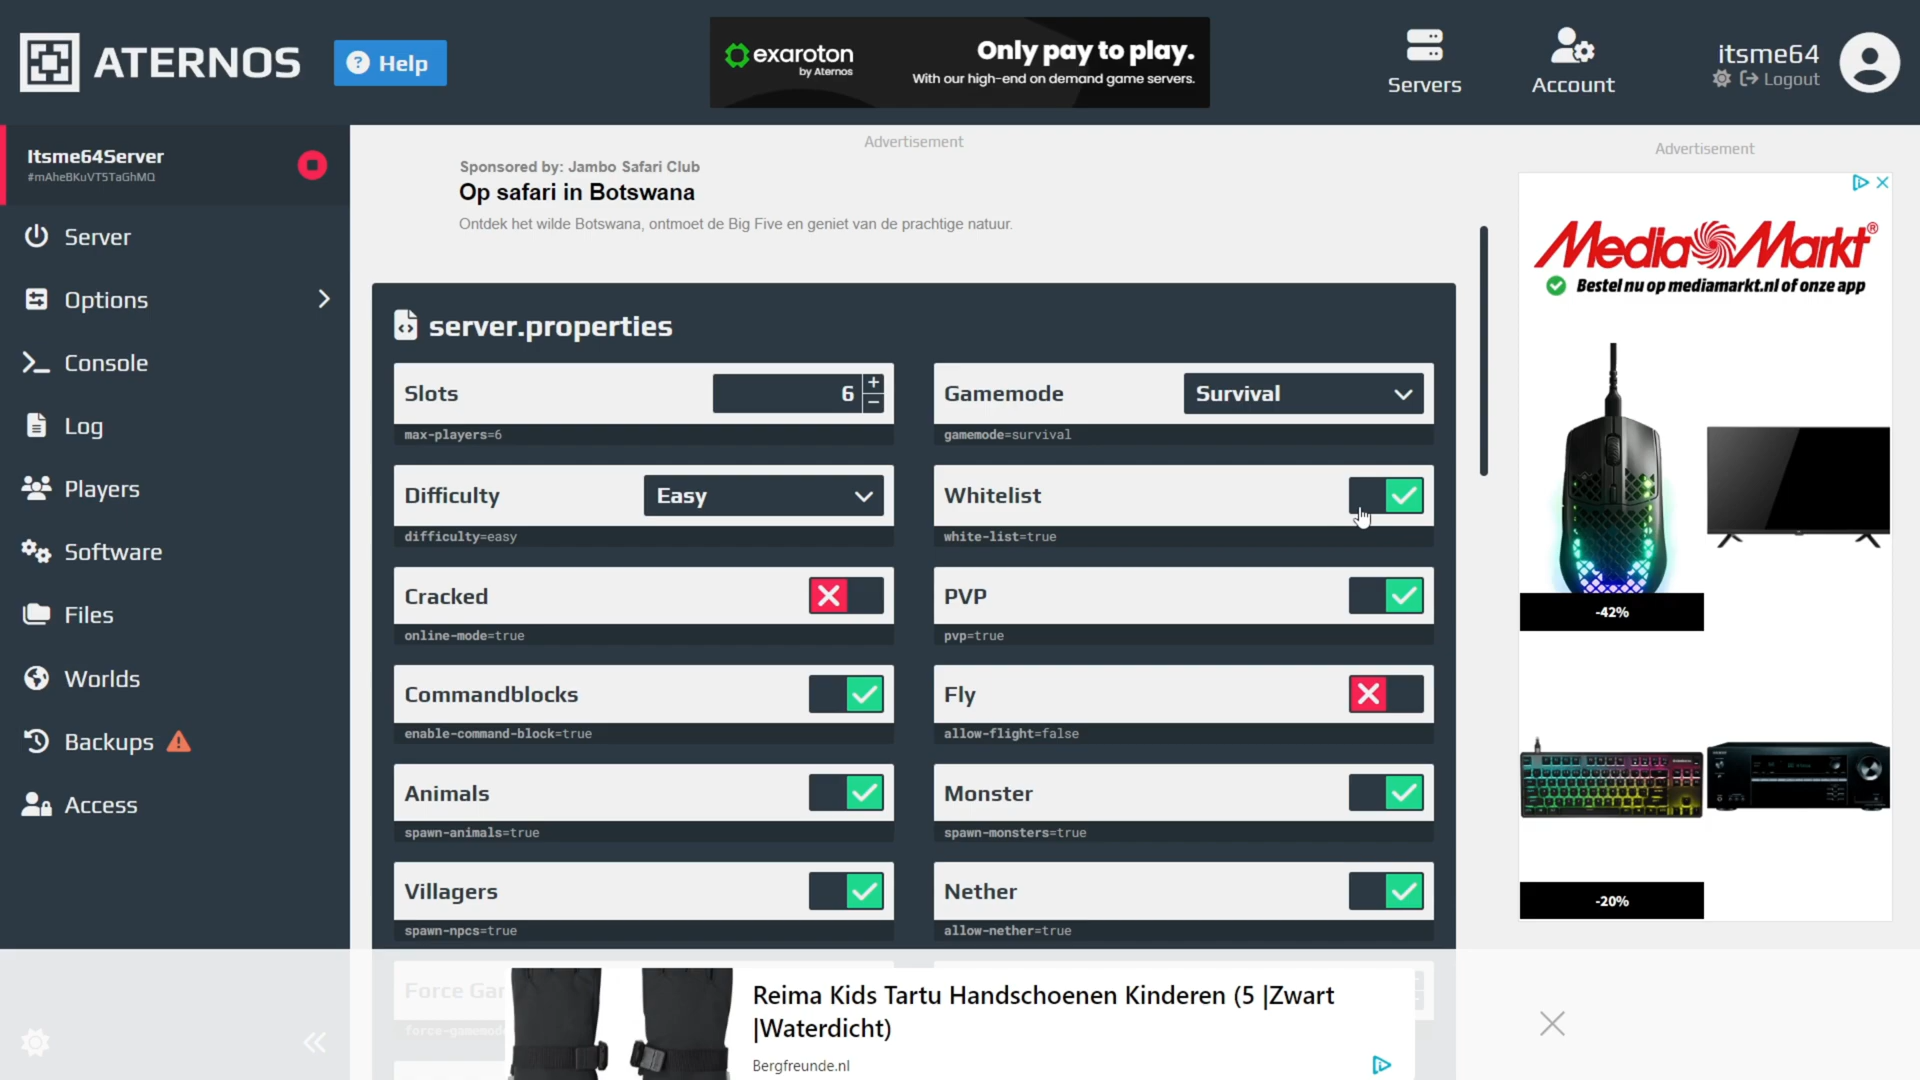 ATERNOS
? Help
exaroton
by Aternos
Only pay to play.
With our high-end on demand game servers.
Servers
Account
itsme64
Logout
Itsme64Server
#mAheBKuVT5TaGhMQ
Server
Options
Console
Log
Players
Software
Files
Worlds
Backups
Access
Advertisement
Sponsored by: Jambo Safari Club
Op safari in Botswana
Ontdek het wilde Botswana, ontmoet de Big Five en geniet van de prachtige natuur.
server.properties
Slots
6
+
−
max-players=6
Gamemode
Survival
gamemode=survival
Difficulty
Easy
difficulty=easy
Whitelist
white-list=true
Cracked
online-mode=true
PVP
pvp=true
Commandblocks
enable-command-block=true
Fly
allow-flight=false
Animals
spawn-animals=true
Monster
spawn-monsters=true
Villagers
spawn-npcs=true
Nether
allow-nether=true
Force Gar
force-gamemode
Reima Kids Tartu Handschoenen Kinderen (5 |Zwart
|Waterdicht)
Bergfreunde.nl
Advertisement
MediaMarkt®
Bestel nu op mediamarkt.nl of onze app
-42%
-20%